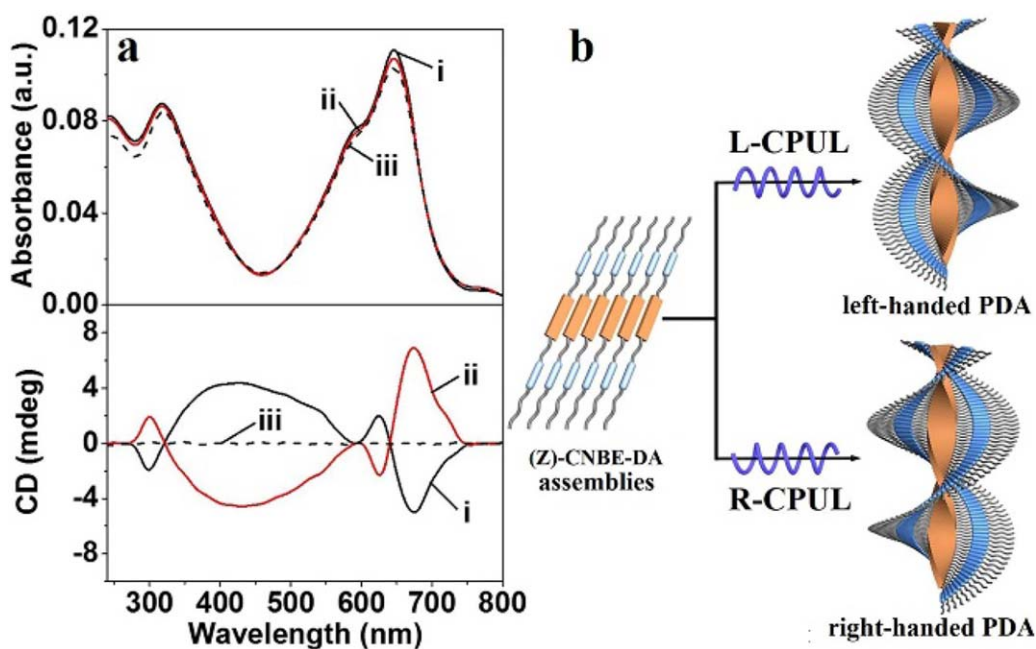 a
b
0.12
0.08
0.04
0.00
Absorbance (a.u.)
i
ii
iii
8
4
0
-4
-8
CD (mdeg)
ii
iii
i
300 400 500 600 700 800
Wavelength (nm)
(Z)-CNBE-DA
assemblies
L-CPUL
R-CPUL
left-handed PDA
right-handed PDA